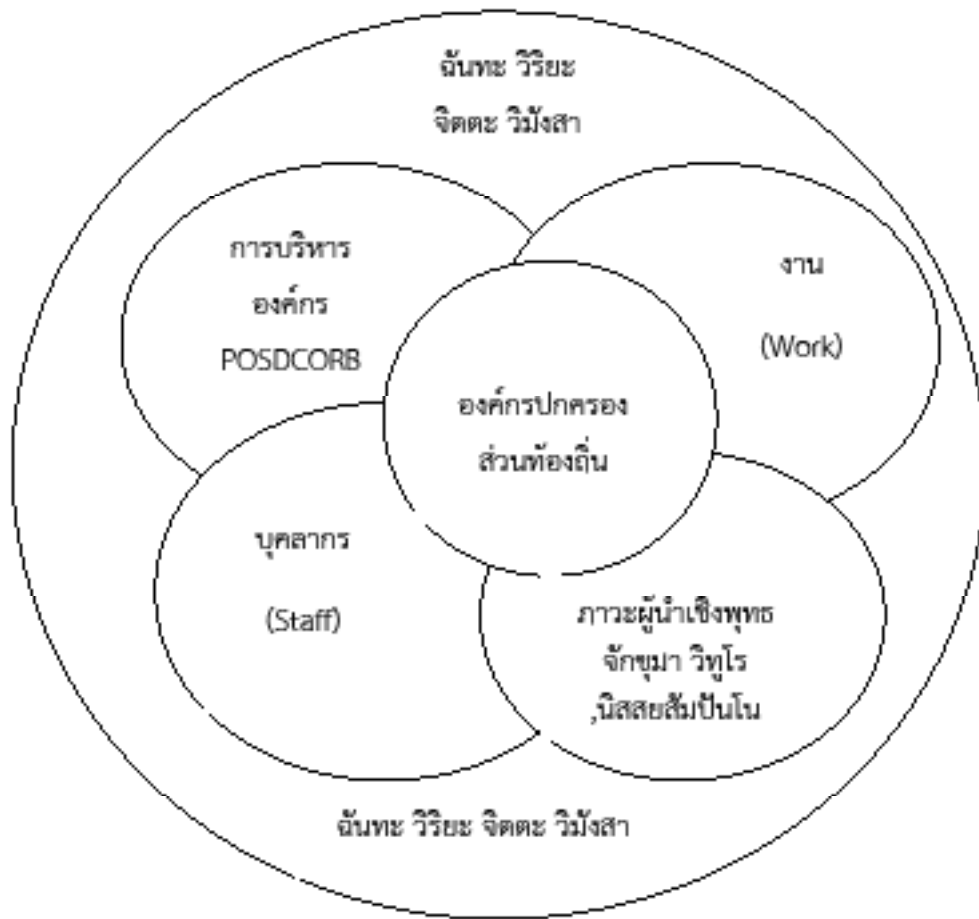 ฉันทะ วิริยะ
จิตตะ วิมังสา
การบริหาร
องค์กร
POSDCORB
งาน
(Work)
องค์กรปกครอง
ส่วนท้องถิ่น
บุคลากร
(Staff)
ภาวะผู้นำเชิงพุทธ
จักขุมา วิทูโร
,นิสสยสัมปันโน
ฉันทะ วิริยะ จิตตะ วิมังสา